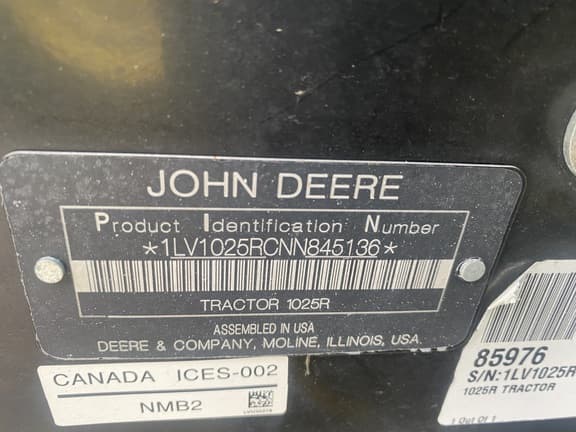 JOHN DEERE
Product Identification Number
*1LV1025RCNN845136*
TRACTOR 1025R
ASSEMBLED IN USA
DEERE & COMPANY, MOLINE, ILLINOIS, USA.
CANADA ICES-002
NMB2
85976
S/N:1LV1025R
1025R TRACTOR
1 Out Of 1